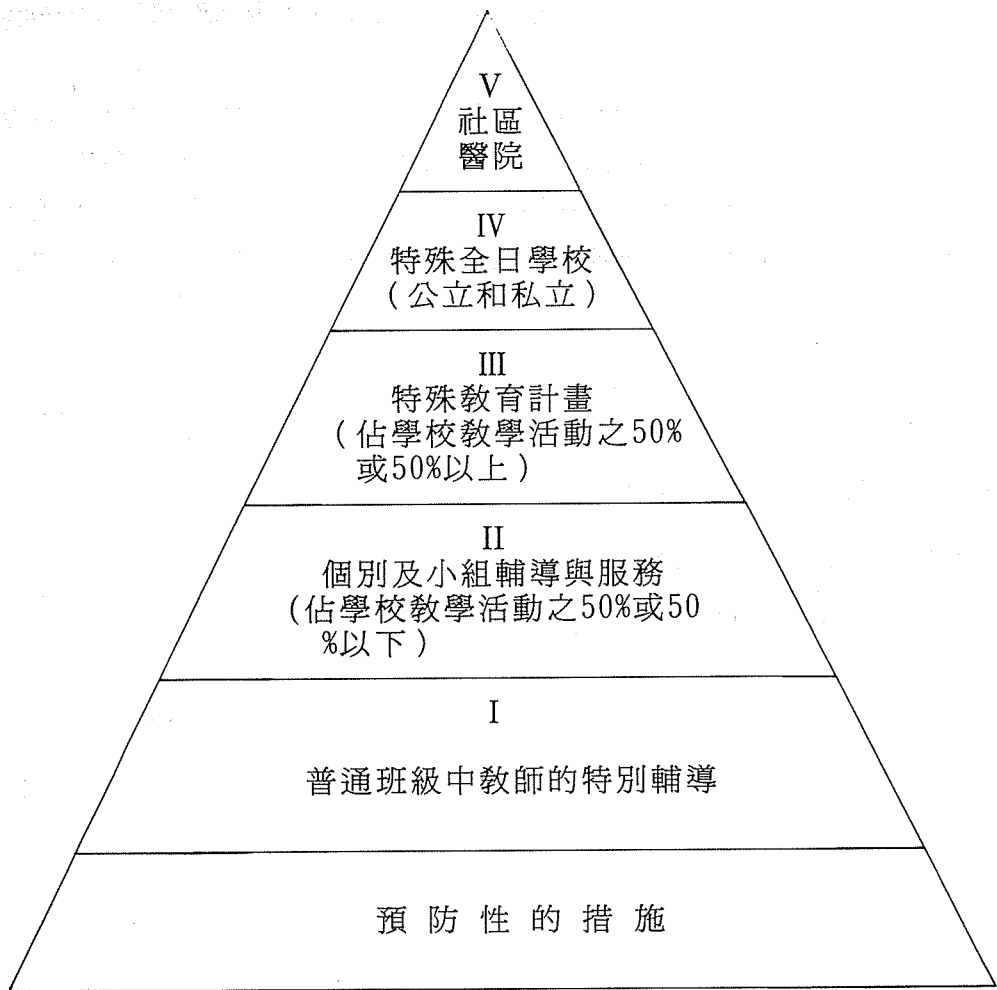 V
社區
醫院
IV
特殊全日學校
(公立和私立)
III
特殊教育計畫
(佔學校教學活動之50%
或50%以上)
II
個別及小組輔導與服務
(佔學校教學活動之50%或50
%以下)
I
普通班級中教師的特別輔導
預防性的措施